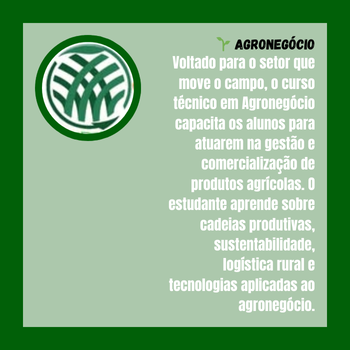 AGRONEGÓCIO
Voltado para o setor que
move o campo, o curso
técnico em Agronegócio
capacita os alunos para
atuarem na gestão e
comercialização de
produtos agrícolas. O
estudante aprende sobre
cadeias produtivas,
sustentabilidade,
logística rural e
tecnologias aplicadas ao
agronegócio.